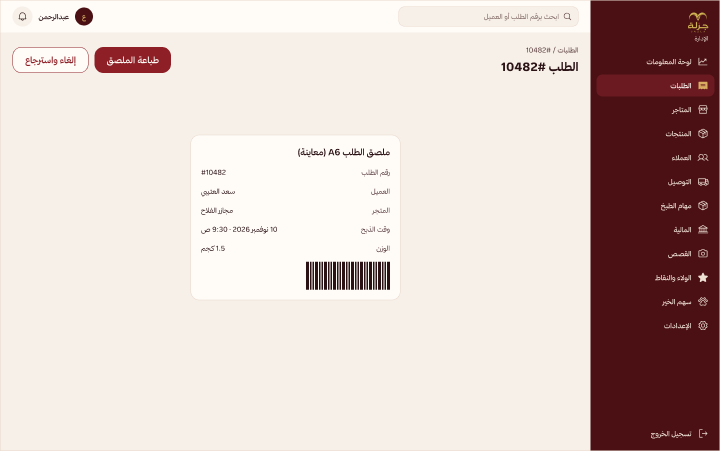 جزلة
الإدارة
لوحة المعلومات
الطلبات
المتاجر
المنتجات
العملاء
التوصيل
مهام الطبخ
المالية
القصص
الولاء والنقاط
سهم الخير
الإعدادات
تسجيل الخروج
ابحث برقم الطلب أو العميل
عبدالرحمن
ع
الطلبات / #10482
الطلب #10482
طباعة الملصق
إلغاء واسترجاع
ملصق الطلب A6 (معاينة)
رقم الطلب #10482
العميل سعد العتيبي
المتجر مجازر الفلاح
وقت الذبح 10 نوفمبر 2026 · 9:30 ص
الوزن 1.5 كجم